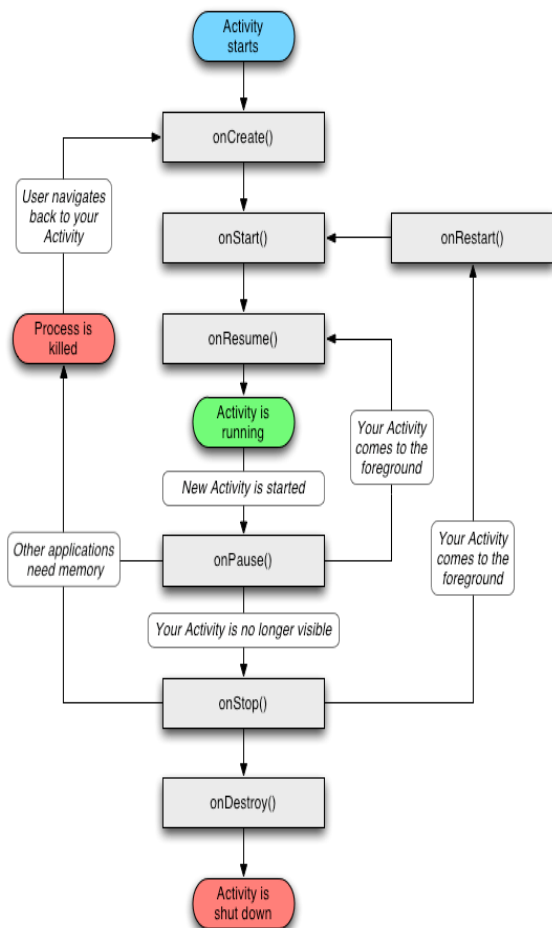 Activity
starts
onCreate()
User navigates
back to your
Activity
onStart()
onRestart()
Process is
killed
onResume()
Activity is
running
Your Activity
comes to the
foreground
New Activity is started
Other applications
need memory
onPause()
Your Activity
comes to the
foreground
Your Activity is no longer visible
onStop()
onDestroy()
Activity is
shut down